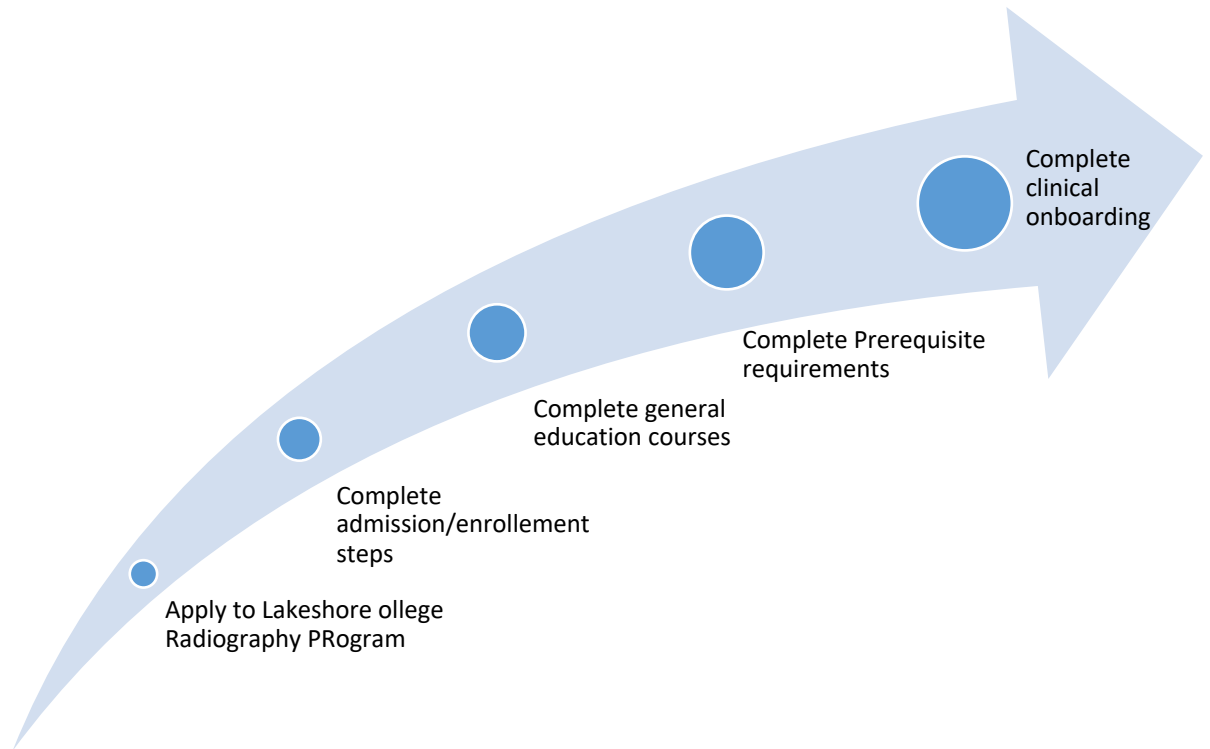 Apply to Lakeshore ollege
Radiography PRogram
Complete
admission/enrollement
steps
Complete general
education courses
Complete Prerequisite
requirements
Complete
clinical
onboarding